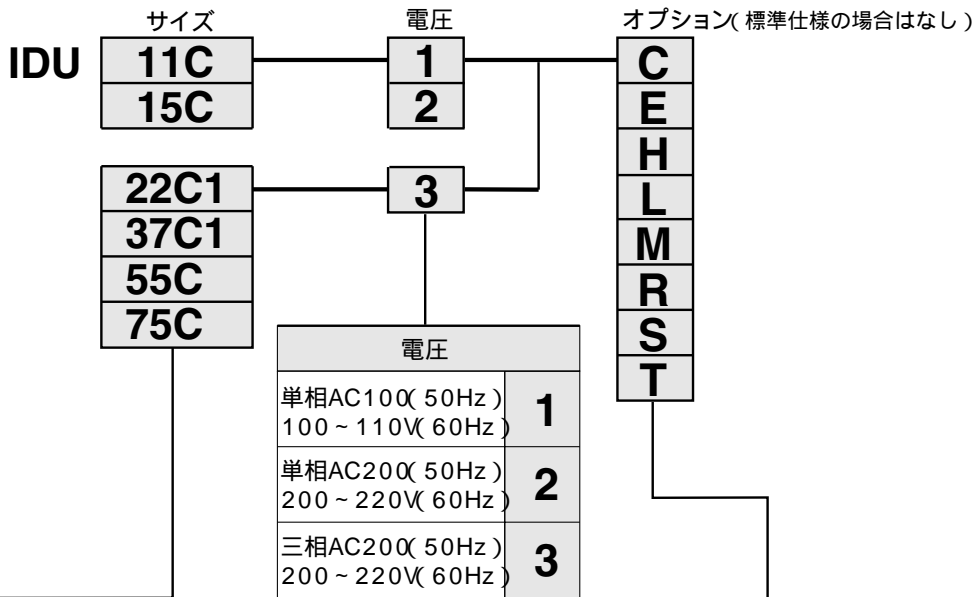 サイズ
電圧
オプション(標準仕様の場合はなし)
IDU
11C
15C
1
2
C
E
H
L
M
R
S
T
22C1
37C1
55C
75C
3
電圧
単相AC100(50Hz)
100~110V(60Hz)
1
単相AC200(50Hz)
200~220V(60Hz)
2
三相AC200(50Hz)
200~220V(60Hz)
3